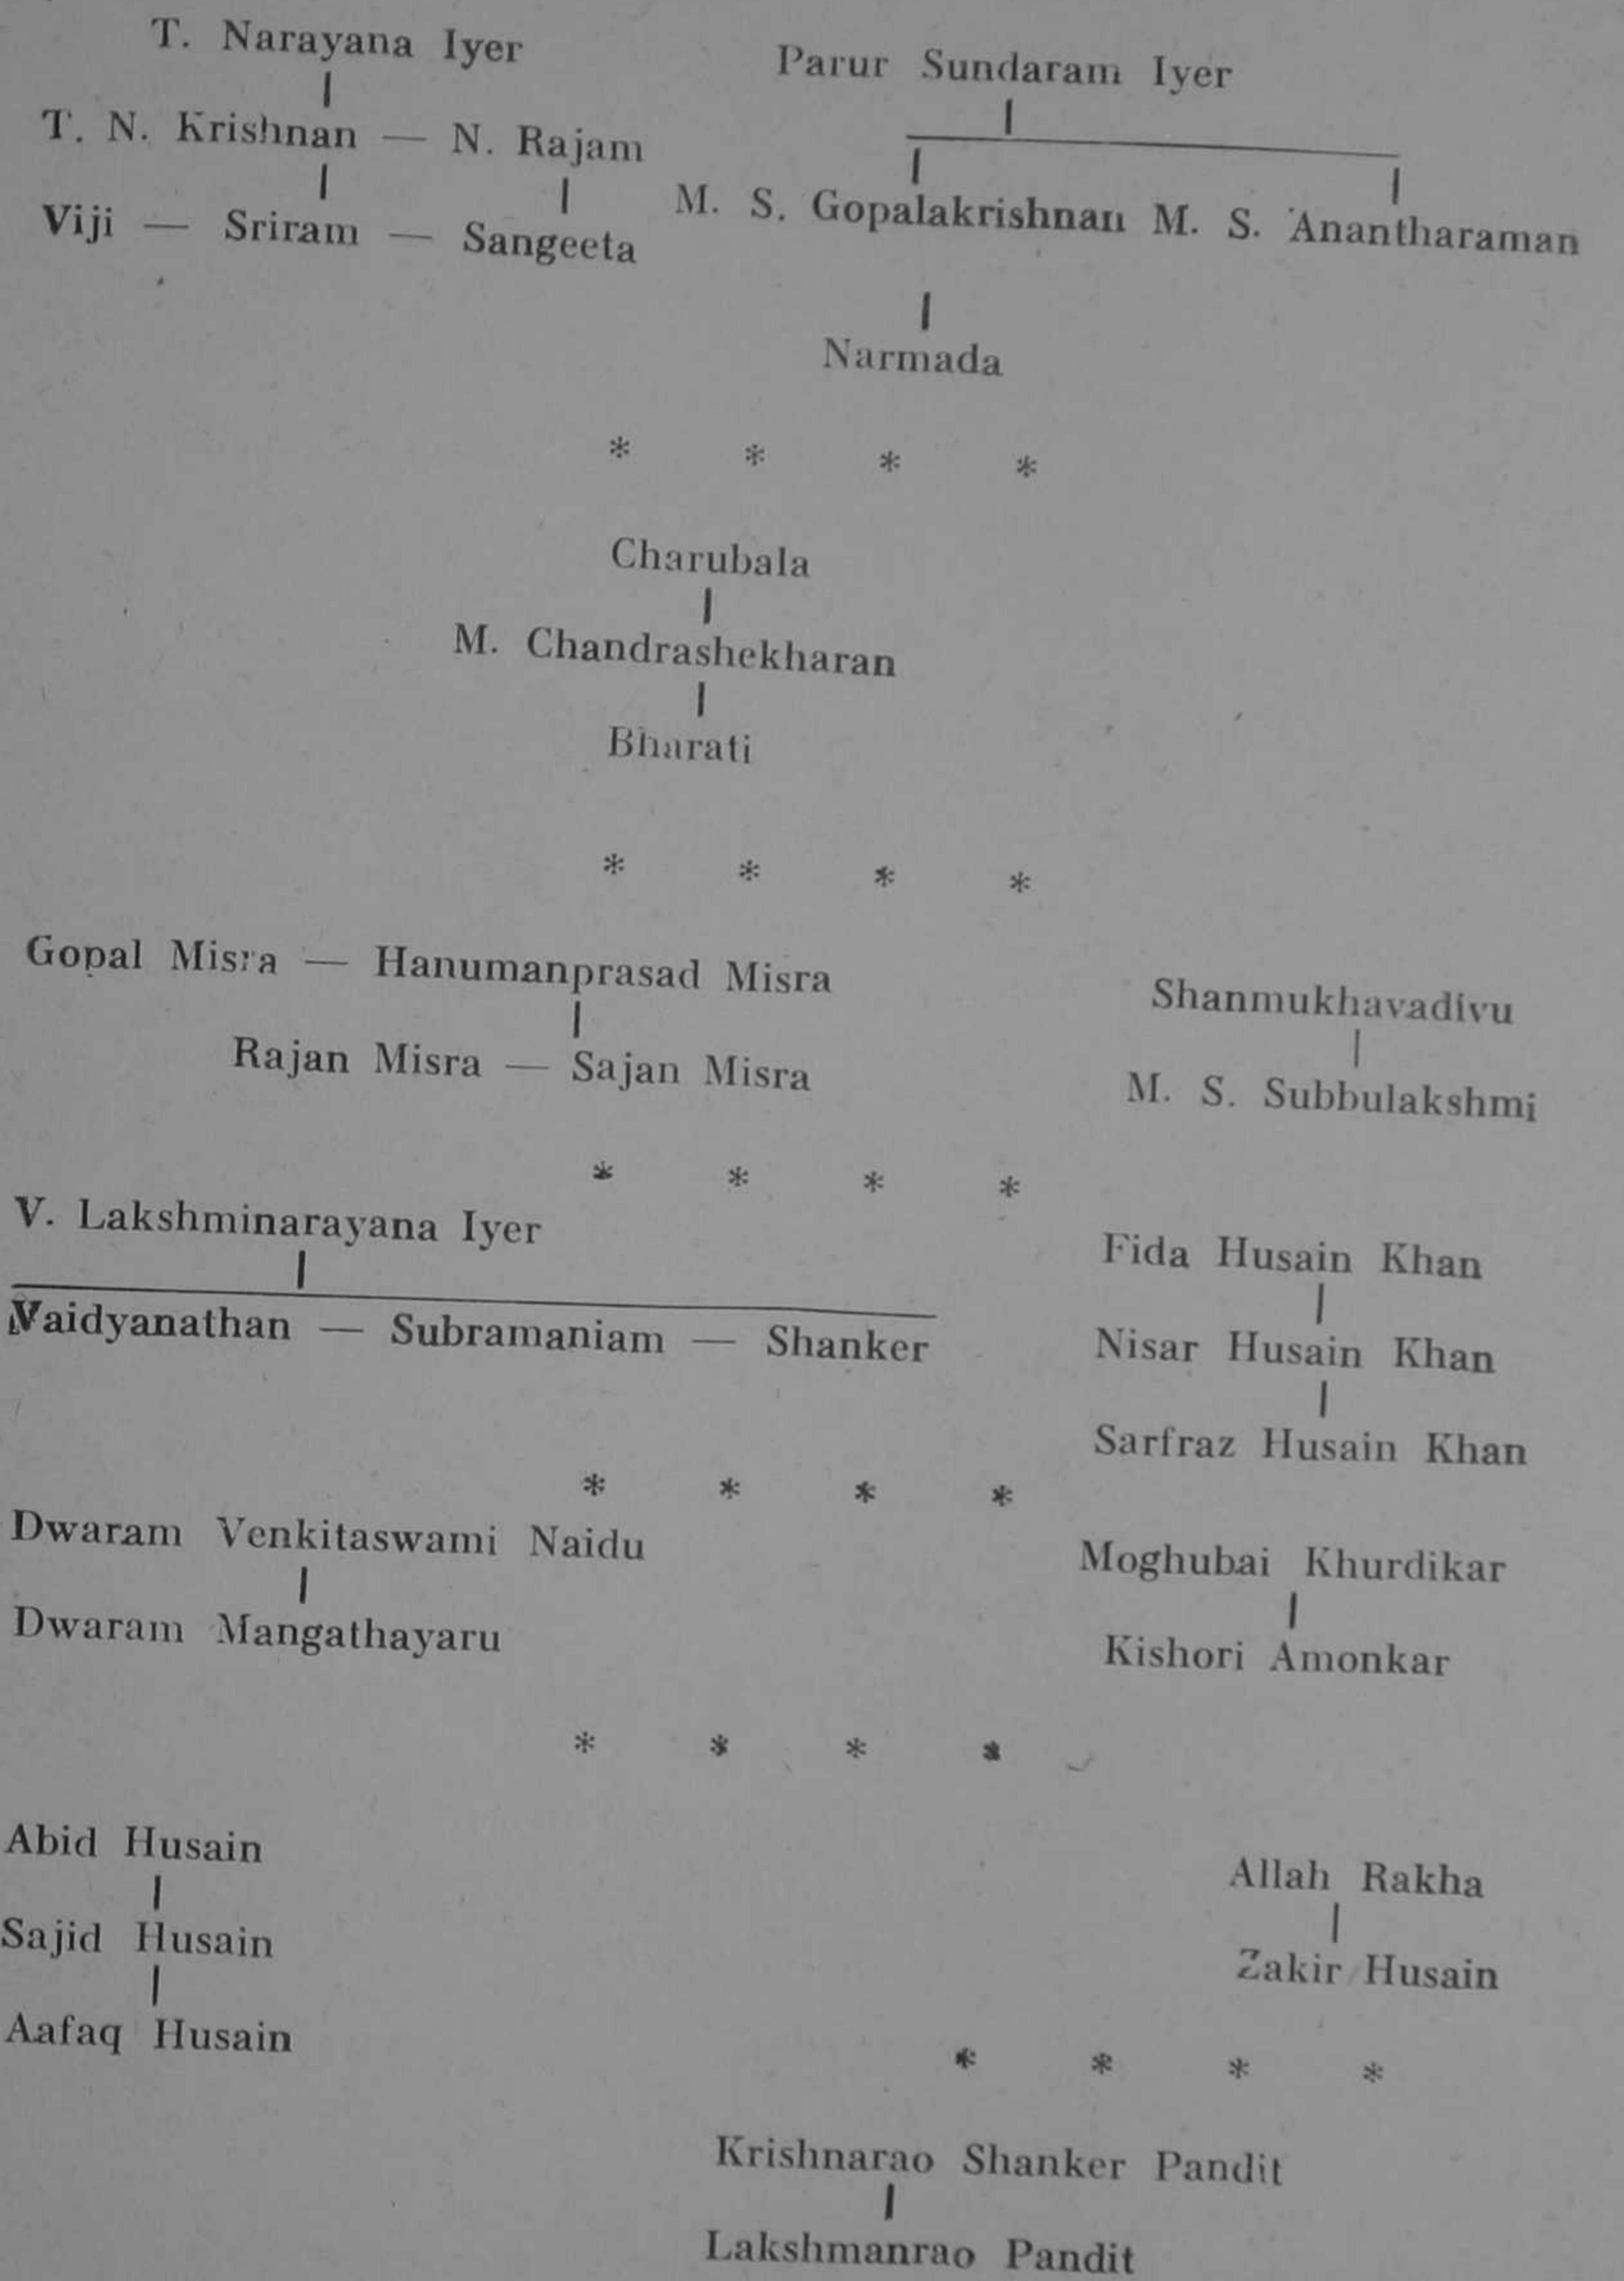 T. Narayana Iyer
T. N. Krishnan — N. Rajam
Viji — Sriram — Sangeeta
Parur Sundaram Iyer
M. S. Gopalakrishnan M. S. Anantharaman
Narmada
* * * *
Charubala
M. Chandrashekharan
Bharati
* * * *
Gopal Misra — Hanumanprasad Misra
Rajan Misra — Sajan Misra
Shanmukhavadivu
M. S. Subbulakshmi
* * * *
V. Lakshminarayana Iyer
Vaidyanathan — Subramaniam — Shanker
Fida Husain Khan
Nisar Husain Khan
Sarfraz Husain Khan
* * * *
Dwaram Venkitaswami Naidu
Dwaram Mangathayaru
Moghubai Khurdikar
Kishori Amonkar
* * * *
Abid Husain
Sajid Husain
Aafaq Husain
Allah Rakha
Zakir Husain
* * * *
Krishnarao Shanker Pandit
Lakshmanrao Pandit